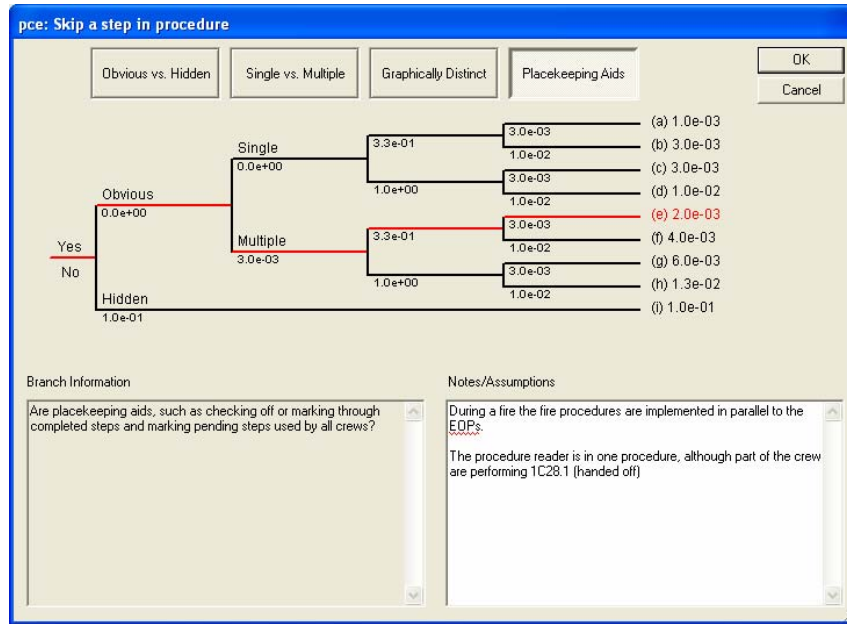 pce: Skip a step in procedure
Obvious vs. Hidden
Single vs. Multiple
Graphically Distinct
Placekeeping Aids
OK
Cancel
Yes
No
Obvious
0.0e+00
Hidden
1.0e-01
Single
0.0e+00
Multiple
3.0e-03
3.3e-01
1.0e+00
3.3e-01
1.0e+00
3.0e-03
1.0e-02
3.0e-03
1.0e-02
3.0e-03
1.0e-02
3.0e-03
1.0e-02
(a) 1.0e-03
(b) 3.0e-03
(c) 3.0e-03
(d) 1.0e-02
(e) 2.0e-03
(f) 4.0e-03
(g) 6.0e-03
(h) 1.3e-02
(i) 1.0e-01
Branch Information
Are placekeeping aids, such as checking off or marking through
completed steps and marking pending steps used by all crews?
Notes/Assumptions
During a fire the fire procedures are implemented in parallel to the
EOPs.
The procedure reader is in one procedure, although part of the crew
are performing 1C28.1 (handed off)